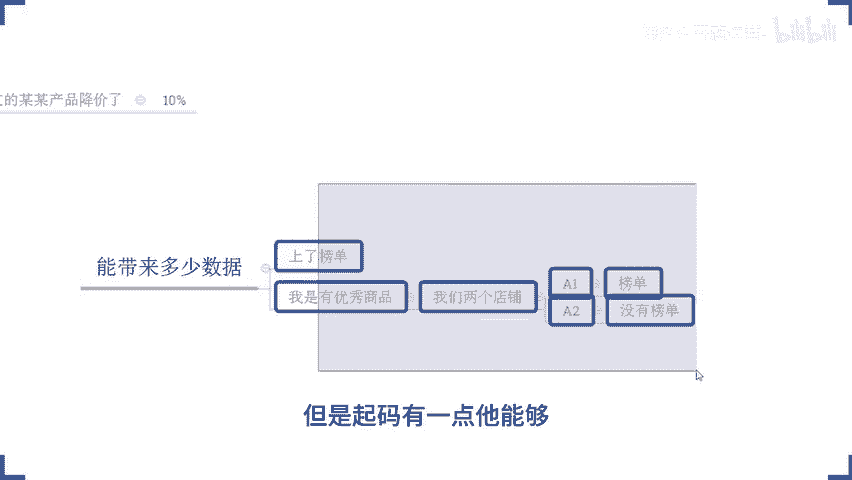 的某某产品降价了 10%
能带来多少数据
上了榜单
我是有优秀商品 我们两个店铺 A1 榜单
A2 没有榜单
但是起码有一点他能够
bilibili